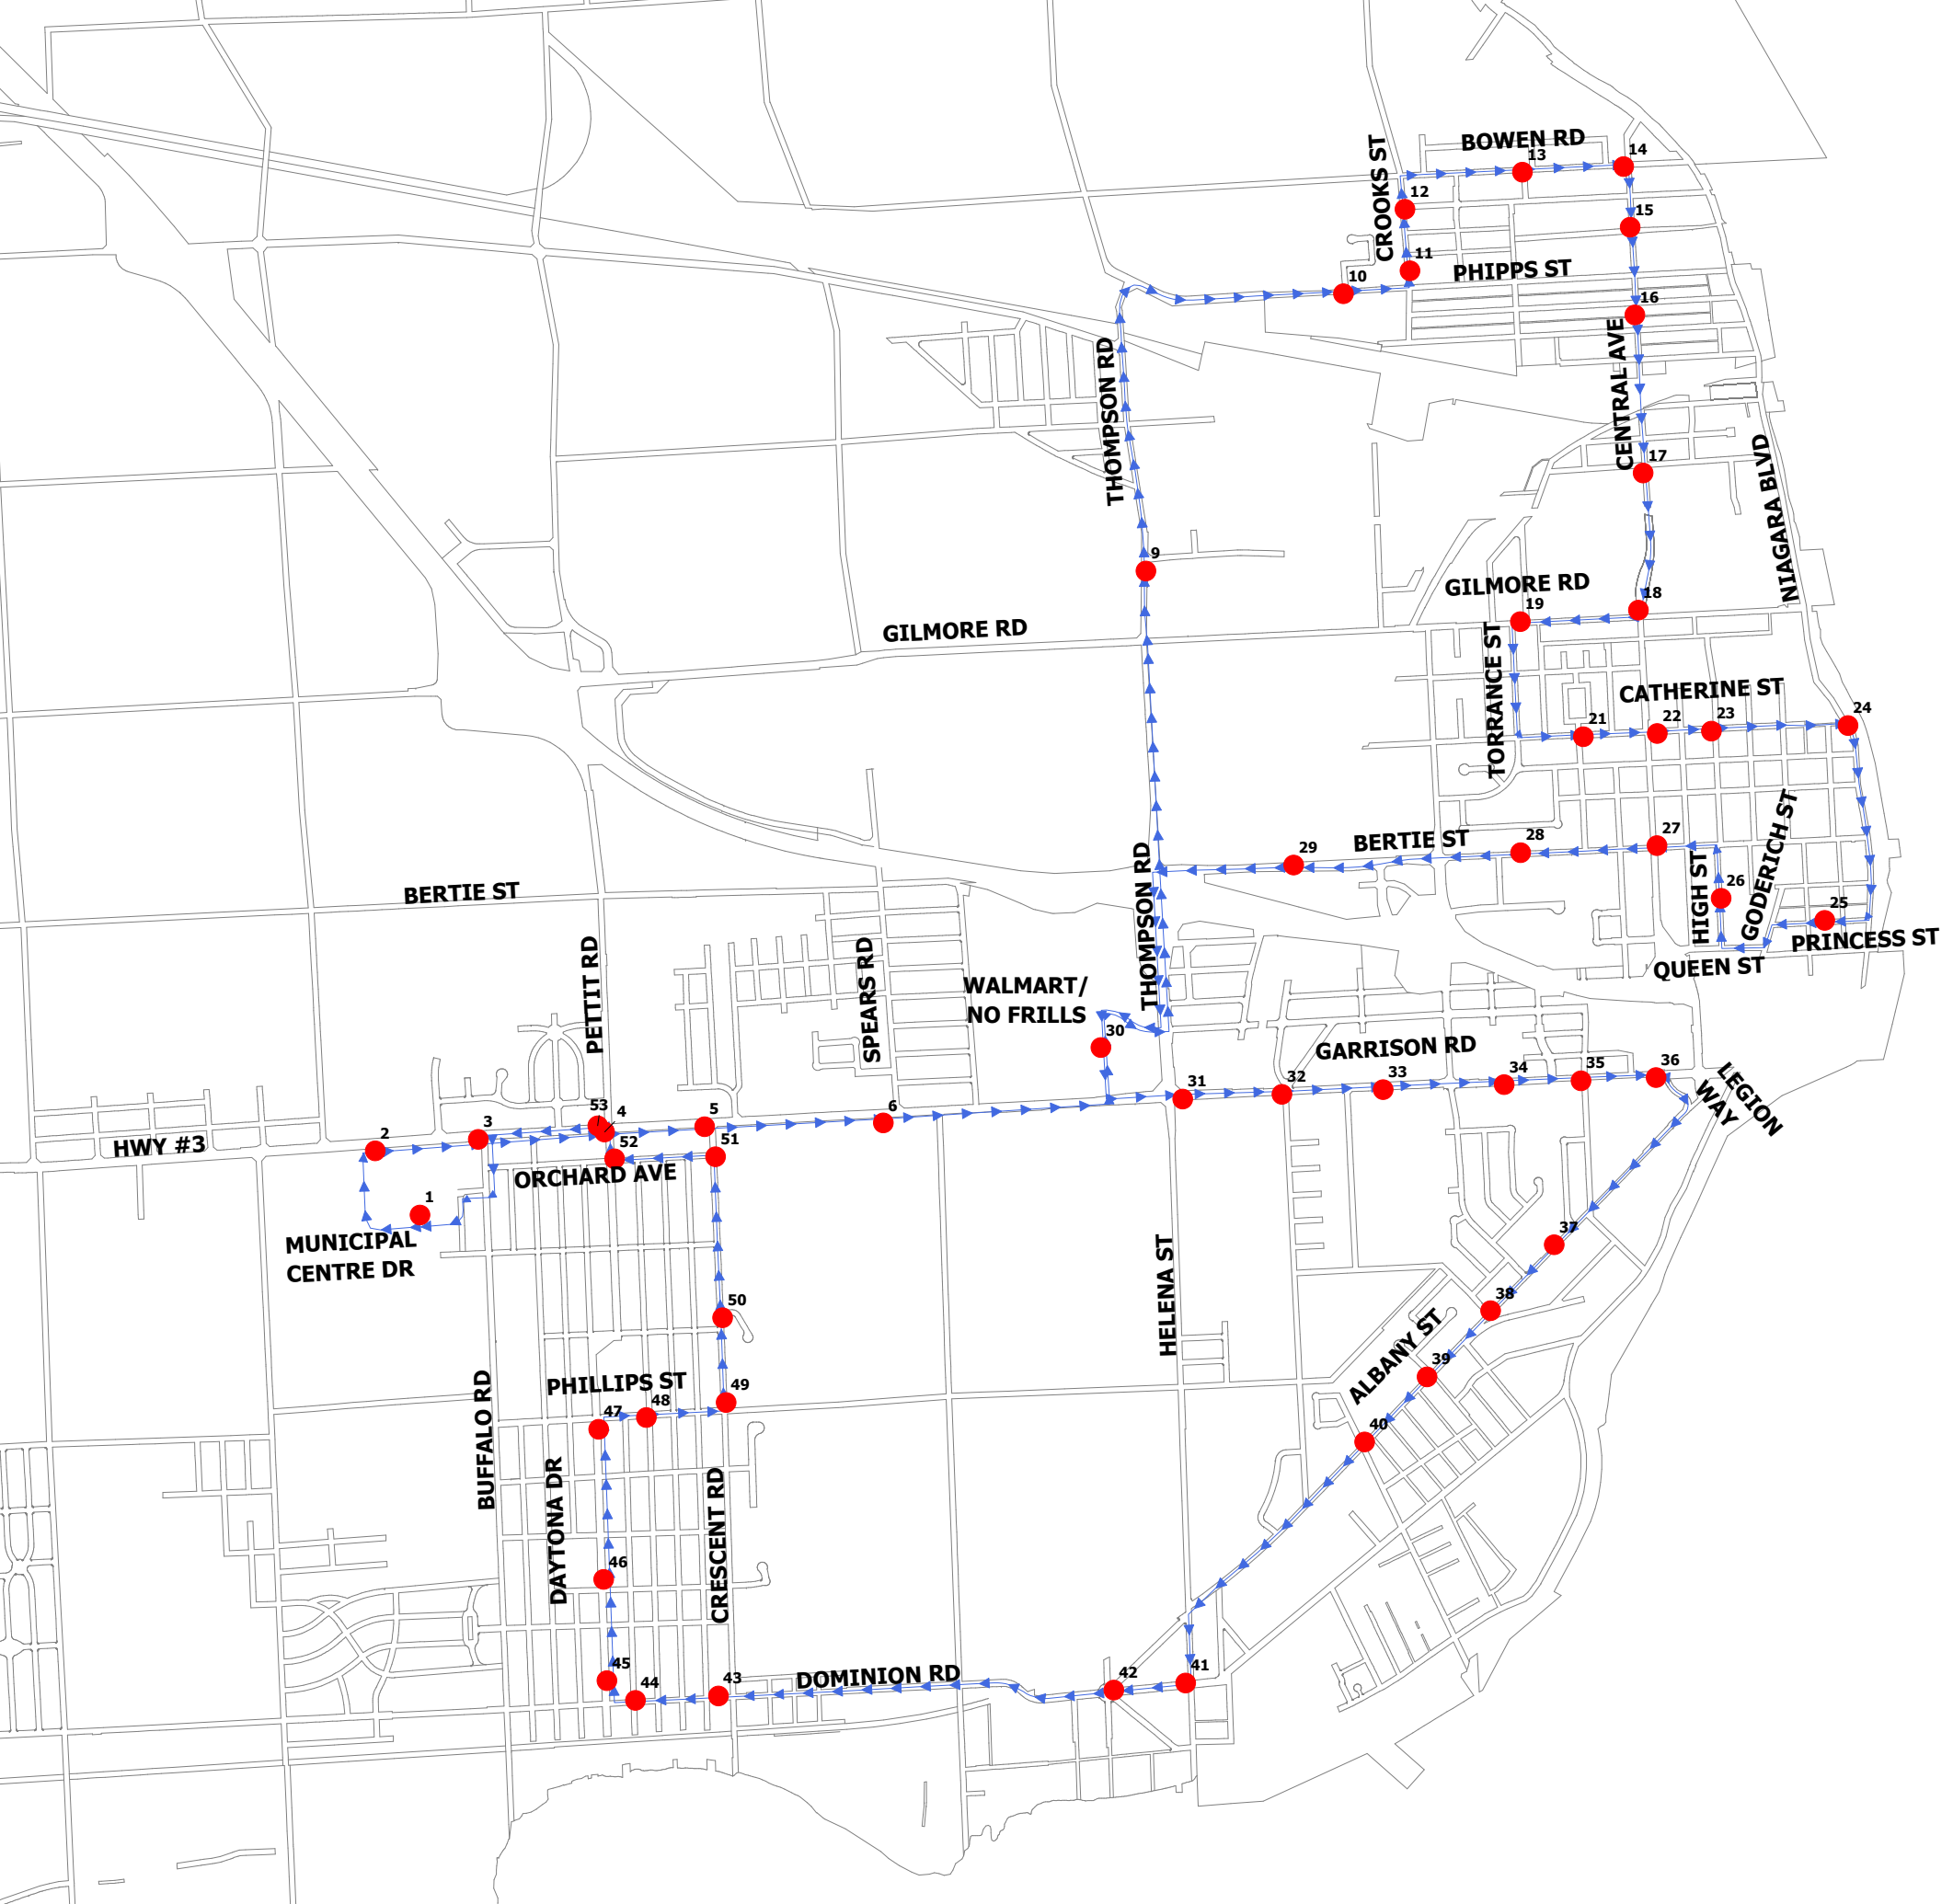 BOWEN RD
13
14
CROOKS ST
12
15
11
10
PHIPPS ST
16
CENTRAL AVE
THOMPSON RD
17
NIAGARA BLVD
9
GILMORE RD
18
19
GILMORE RD
TORRANCE ST
CATHERINE ST
21
22
23
24
GODERICH ST
BERTIE ST
27
28
29
THOMPSON RD
HIGH ST
26
25
BERTIE ST
PRINCESS ST
QUEEN ST
PETTITT RD
SPEARS RD
WALMART/
NO FRILLS
30
GARRISON RD
31
32
33
34
35
36
LEGION
WAY
53
4
5
6
3
2
HWY #3
52
51
ORCHARD AVE
1
MUNICIPAL
CENTRE DR
37
HELENA ST
50
38
ALBANY ST
39
40
BUFFALO RD
PHILLIPS ST
47
48
49
DAYTONA DR
CRESCENT RD
46
45
44
43
DOMINION RD
42
41